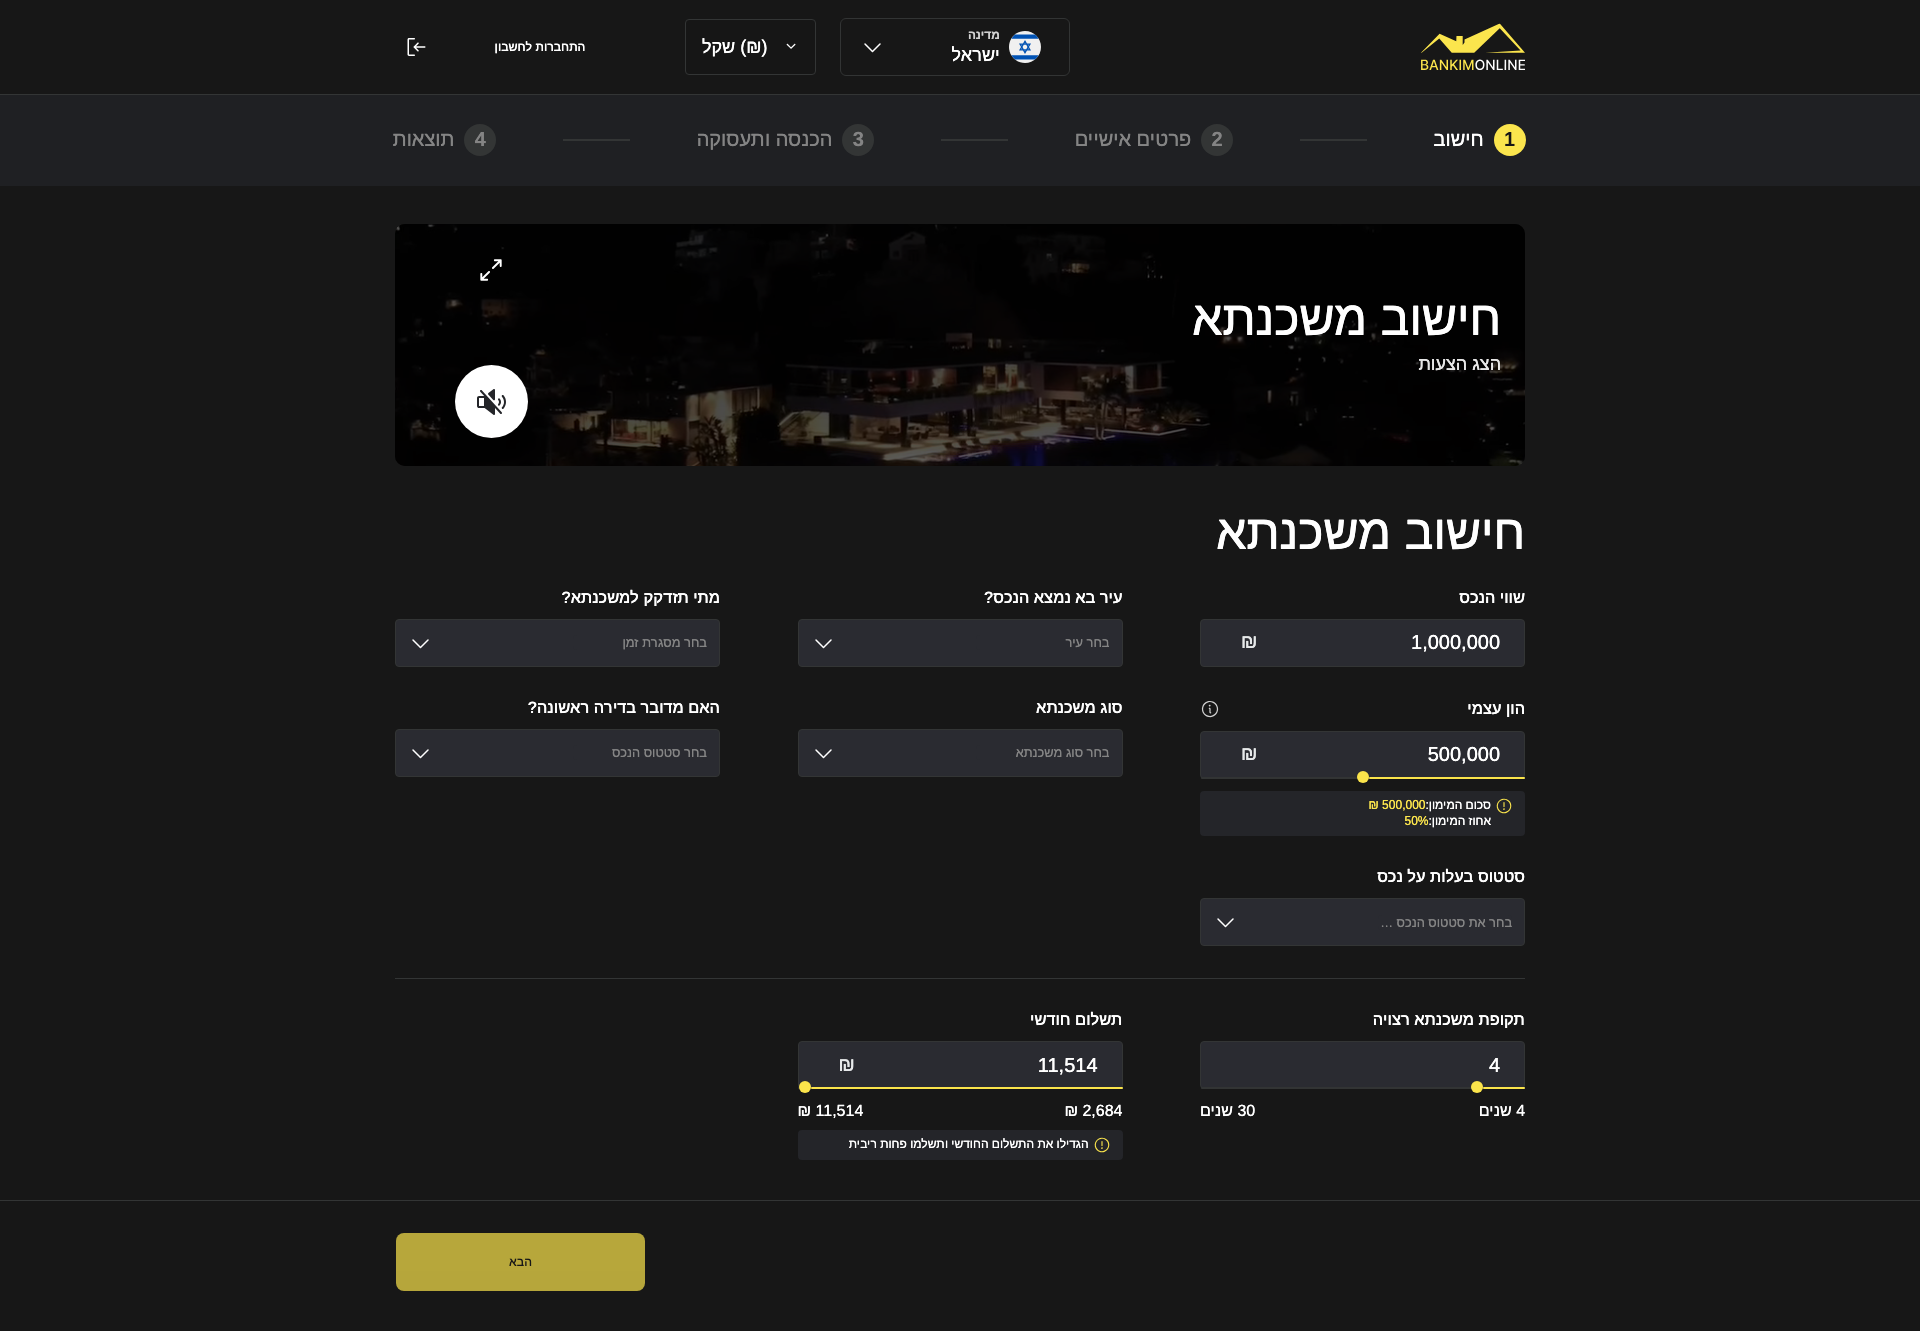 BANKIMONLINE
מדינה
ישראל
(₪) שקל
התחברות לחשבון
1 חישוב
2 פרטים אישיים
3 הכנסה ותעסוקה
4 תוצאות
חישוב משכנתא
הצג הצעות
חישוב משכנתא
שווי הנכס
1,000,000 ₪
עיר בא נמצא הנכס?
בחר עיר
מתי תזדקק למשכנתא?
בחר מסגרת זמן
הון עצמי
500,000 ₪
סכום המימון:500,000 ₪
אחוז המימון:50%
סוג משכנתא
בחר סוג משכנתא
האם מדובר בדירה ראשונה?
בחר סטטוס הנכס
סטטוס בעלות על נכס
בחר את סטטוס הנכס ...
תקופת משכנתא רצויה
4
4 שנים
30 שנים
תשלום חודשי
11,514 ₪
2,684 ₪
11,514 ₪
הגדילו את התשלום החודשי ותשלמו פחות ריבית
הבא